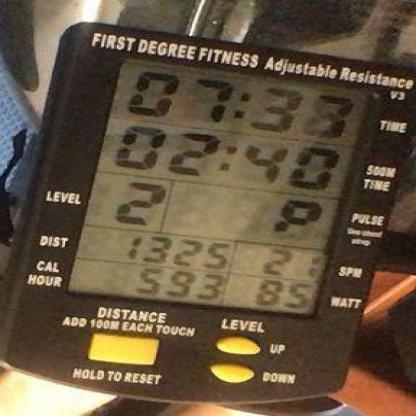 FIRST DEGREE FITNESS Adjustable Resistance
V3
07:33 TIME
02:40 500M TIME
LEVEL 2 P PULSE
Use chest strap
DIST 1325 SPM
CAL HOUR 593 85 WATT
DISTANCE
ADD 100M EACH TOUCH
HOLD TO RESET
LEVEL
UP
DOWN